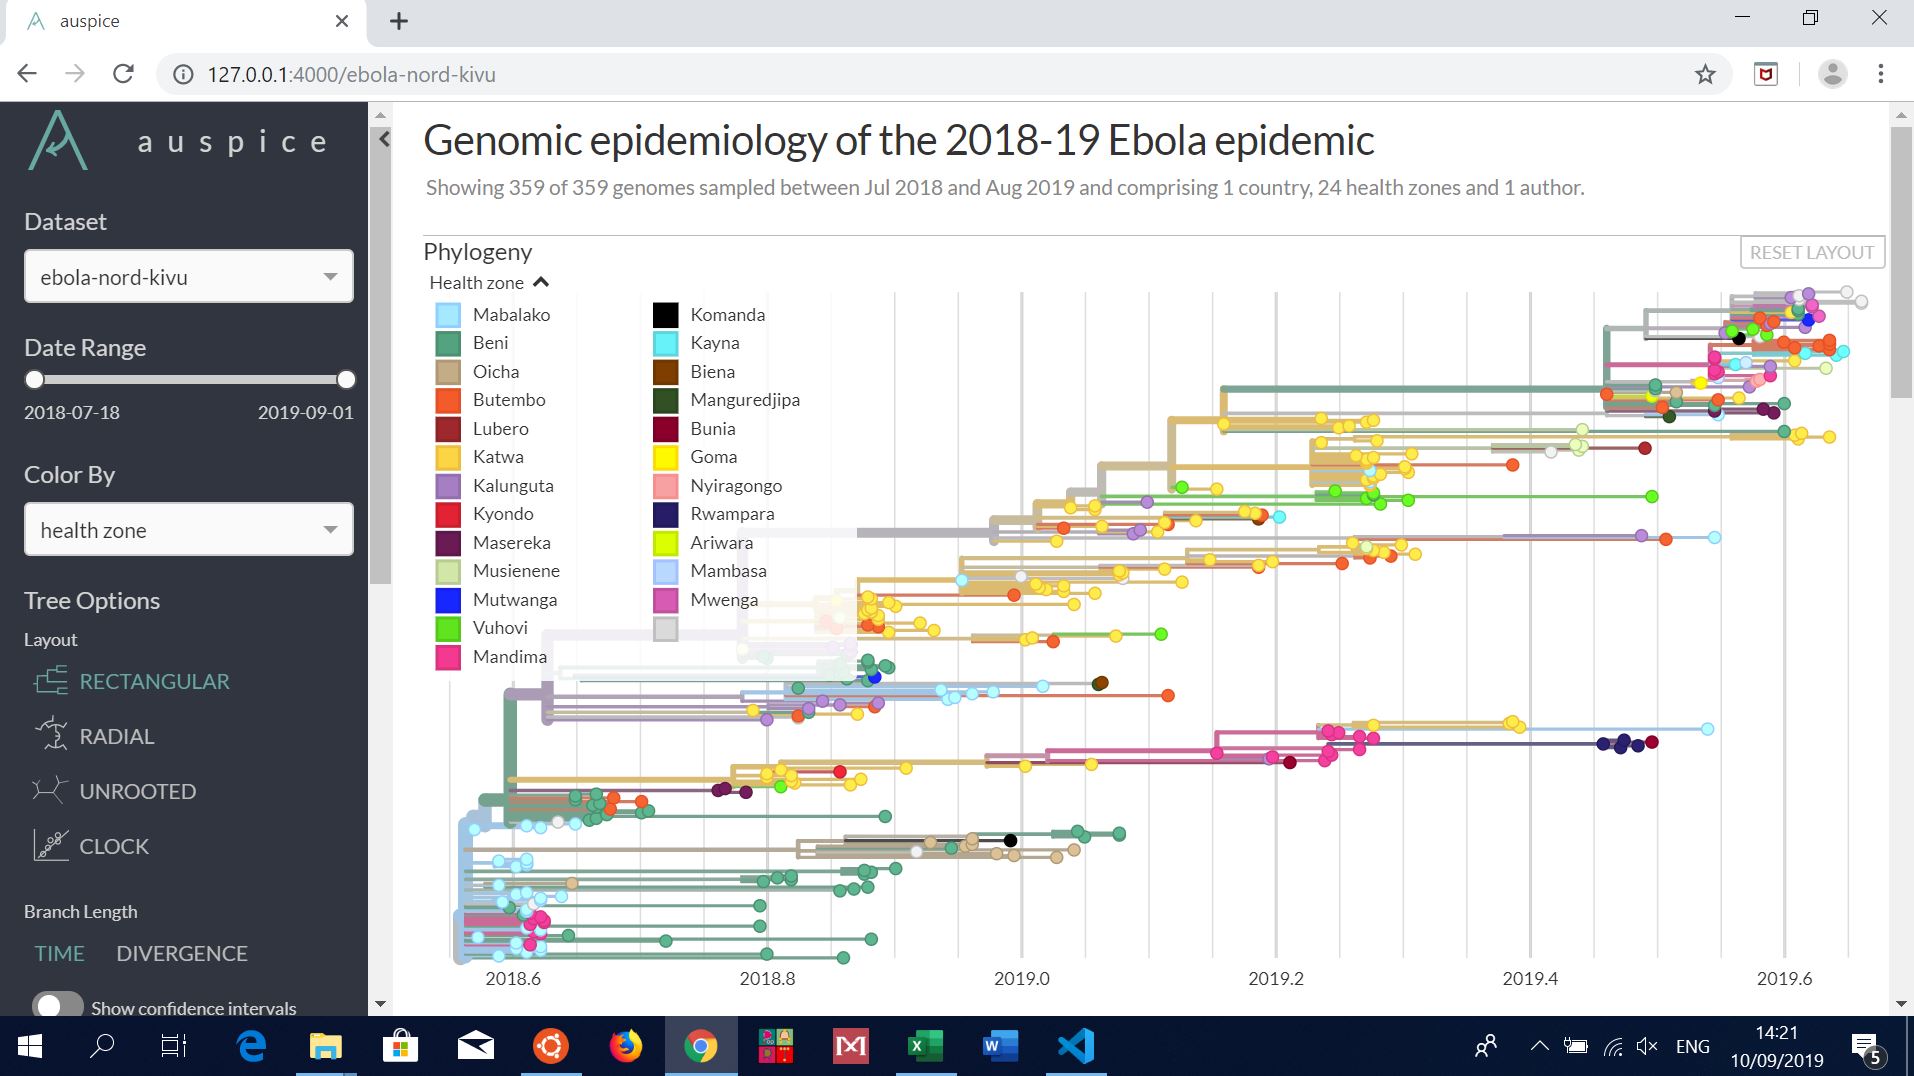 auspice
127.0.0.1:4000/ebola-nord-kivu
auspice
Dataset
ebola-nord-kivu
Date Range
2018-07-18 2019-09-01
Color By
health zone
Tree Options
Layout
RECTANGULAR
RADIAL
UNROOTED
CLOCK
Branch Length
TIME DIVERGENCE
Show confidence intervals
Genomic epidemiology of the 2018-19 Ebola epidemic
Showing 359 of 359 genomes sampled between Jul 2018 and Aug 2019 and comprising 1 country, 24 health zones and 1 author.
Phylogeny
RESET LAYOUT
Health zone
Mabalako
Beni
Oicha
Butembo
Lubero
Katwa
Kalunguta
Kyondo
Masereka
Musienene
Mutwanga
Vuhovi
Mandima
Komanda
Kayna
Biena
Manguredjipa
Bunia
Goma
Nyiragongo
Rwampara
Ariwara
Mambasa
Mwenga
2018.6 2018.8 2019.0 2019.2 2019.4 2019.6
ENG
14:21
10/09/2019
5